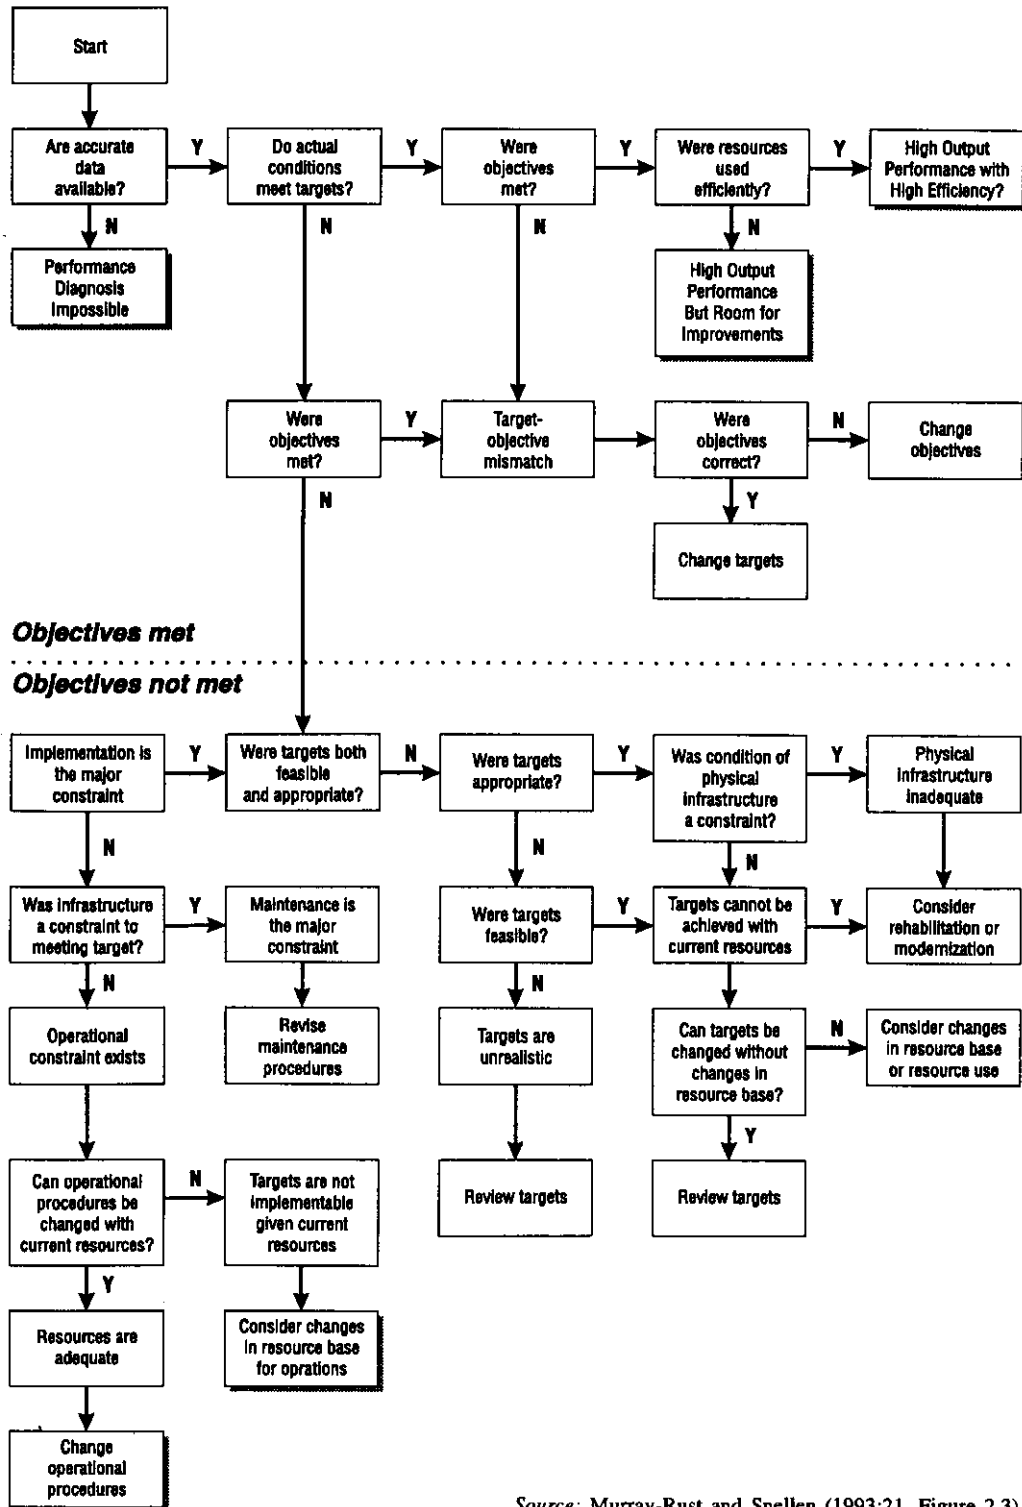 Start
Are accurate
data
available?
Y
Do actual
conditions
meet targets?
Y
Were
objectives
met?
Y
Were resources
used
efficiently?
Y
High Output
Performance with
High Efficiency?
N
N
N
N
Performance
Diagnosis
Impossible
High Output
Performance
But Room for
Improvements
Were
objectives
met?
Y
Target-
objective
mismatch
Were
objectives
correct?
N
Change
objectives
N
Y
Change targets
Objectives met
Objectives not met
Implementation is
the major
constraint
Y
Were targets both
feasible
and appropriate?
N
Were targets
appropriate?
Y
Was condition of
physical
infrastructure
a constraint?
Y
Physical
infrastructure
inadequate
N
N
N
Was infrastructure
a constraint to
meeting target?
Y
Maintenance is
the major
constraint
Were targets
feasible?
Y
Targets cannot be
achieved with
current resources
Y
Consider
rehabilitation or
modernization
N
N
Operational
constraint exists
Revise
maintenance
procedures
Targets are
unrealistic
Can targets be
changed without
changes in
resource base?
N
Consider changes
in resource base
or resource use
Y
Can operational
procedures be
changed with
current resources?
N
Targets are not
implementable
given current
resources
Review targets
Review targets
Y
Resources are
adequate
Consider changes
in resource base
for oprations
Change
operational
procedures
Source: Murray-Rust and Snellen (1993:21, Figure 2.3)